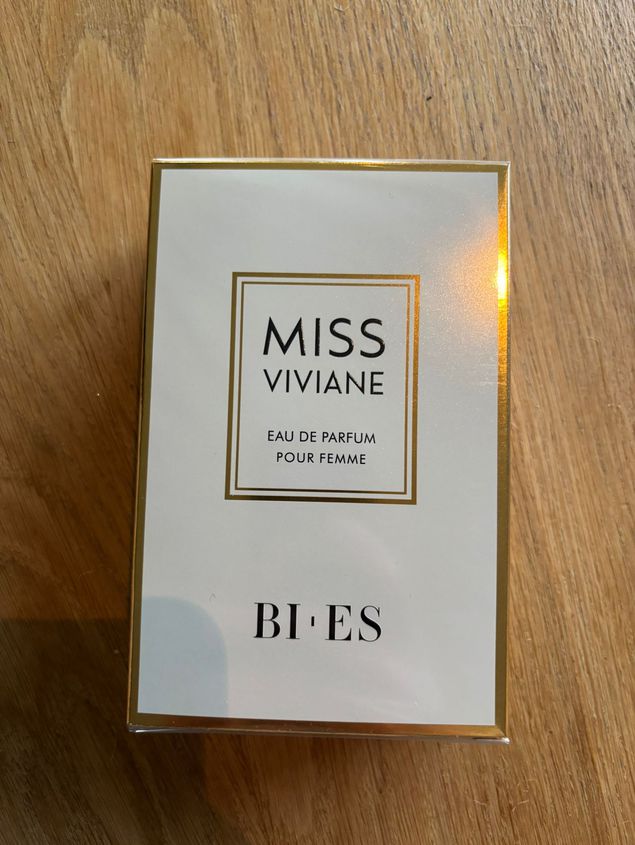 MISS
VIVIANE
EAU DE PARFUM
POUR FEMME
BI·ES